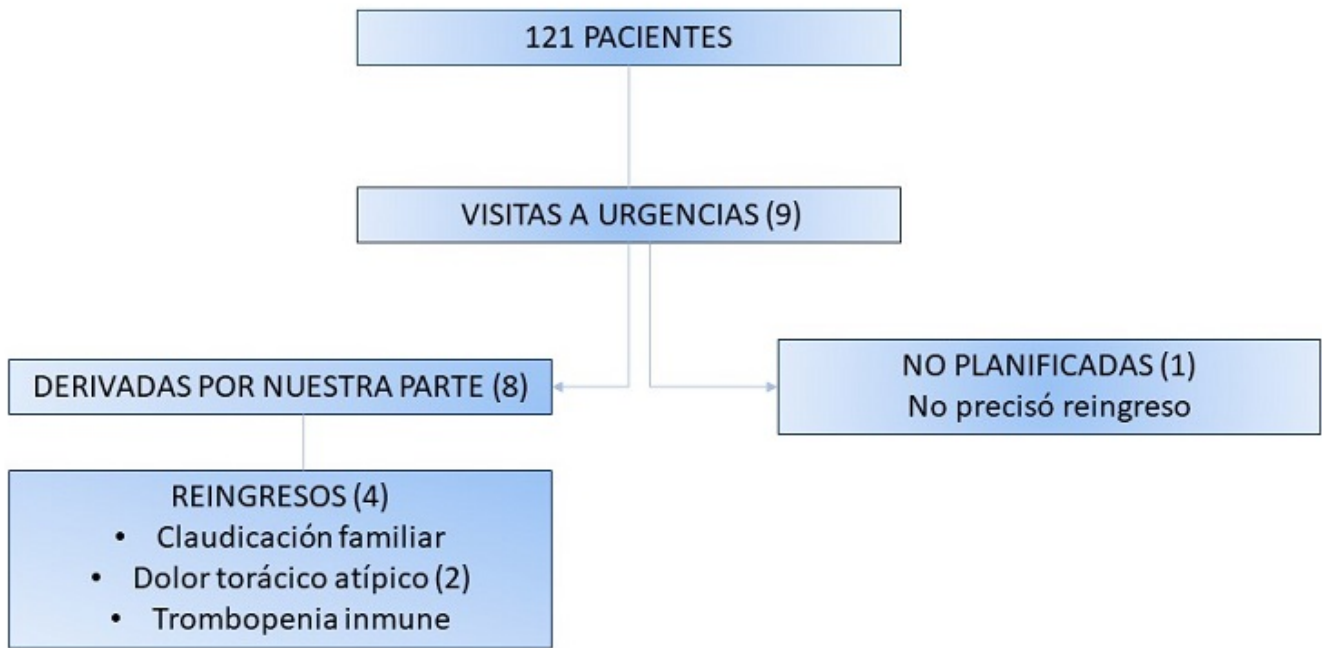 121 PACIENTES
VISITAS A URGENCIAS (9)
DERIVADAS POR NUESTRA PARTE (8)
NO PLANIFICADAS (1)
No precisó reingreso
REINGRESOS (4)
• Claudicación familiar
• Dolor torácico atípico (2)
• Trombopenia inmune